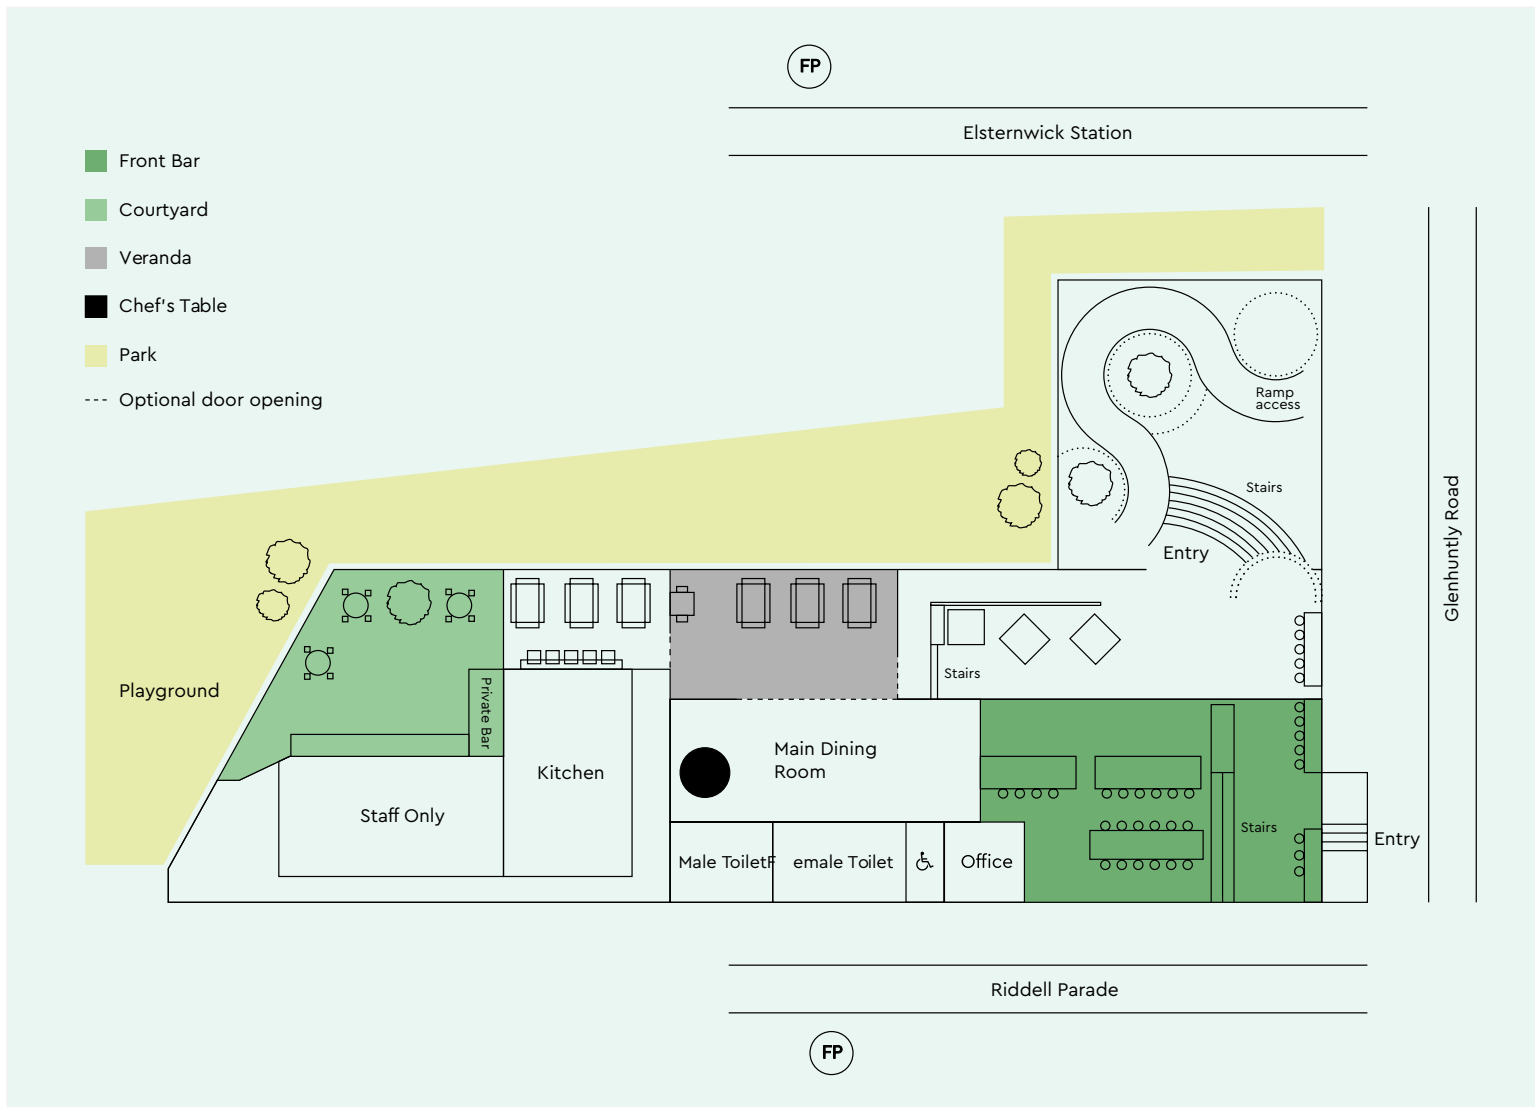 FP
Elsternwick Station
Front Bar
Courtyard
Veranda
Chef's Table
Park
Optional door opening
Ramp
access
Stairs
Entry
Glenhuntly Road
Stairs
Playground
Private Bar
Main Dining
Room
Kitchen
Staff Only
Stairs
Entry
Male ToiletF
emale Toilet
Office
Riddell Parade
FP